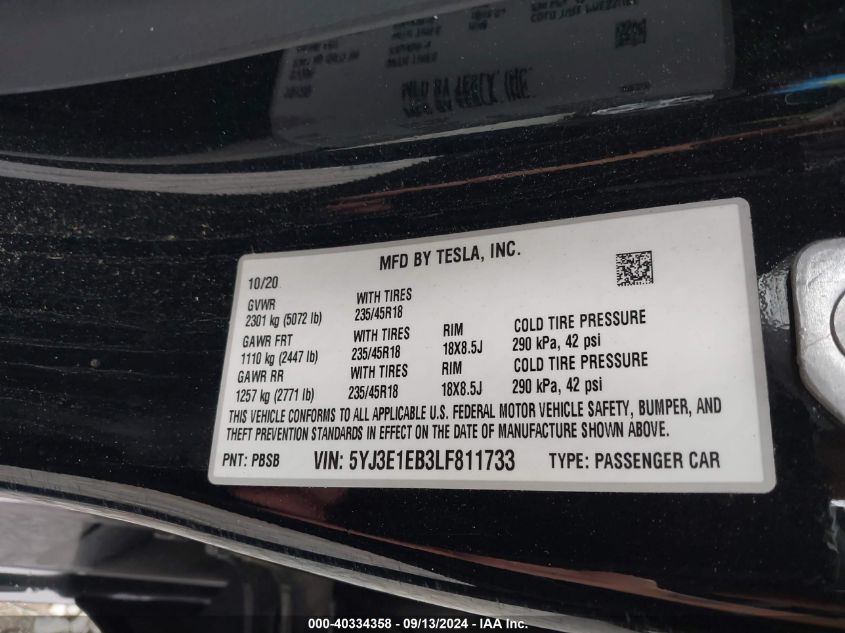 MFD BY TESLA, INC.
10/20
GVWR WITH TIRES
2301 kg (5072 lb) 235/45R18
GAWR FRT WITH TIRES RIM COLD TIRE PRESSURE
1110 kg (2447 lb) 235/45R18 18X8.5J 290 kPa, 42 psi
GAWR RR WITH TIRES RIM COLD TIRE PRESSURE
1257 kg (2771 lb) 235/45R18 18X8.5J 290 kPa, 42 psi
THIS VEHICLE CONFORMS TO ALL APPLICABLE U.S. FEDERAL MOTOR VEHICLE SAFETY, BUMPER, AND
THEFT PREVENTION STANDARDS IN EFFECT ON THE DATE OF MANUFACTURE SHOWN ABOVE.
PNT: PBSB VIN: 5YJ3E1EB3LF811733 TYPE: PASSENGER CAR
000-40334358 - 09/13/2024 - IAA Inc.